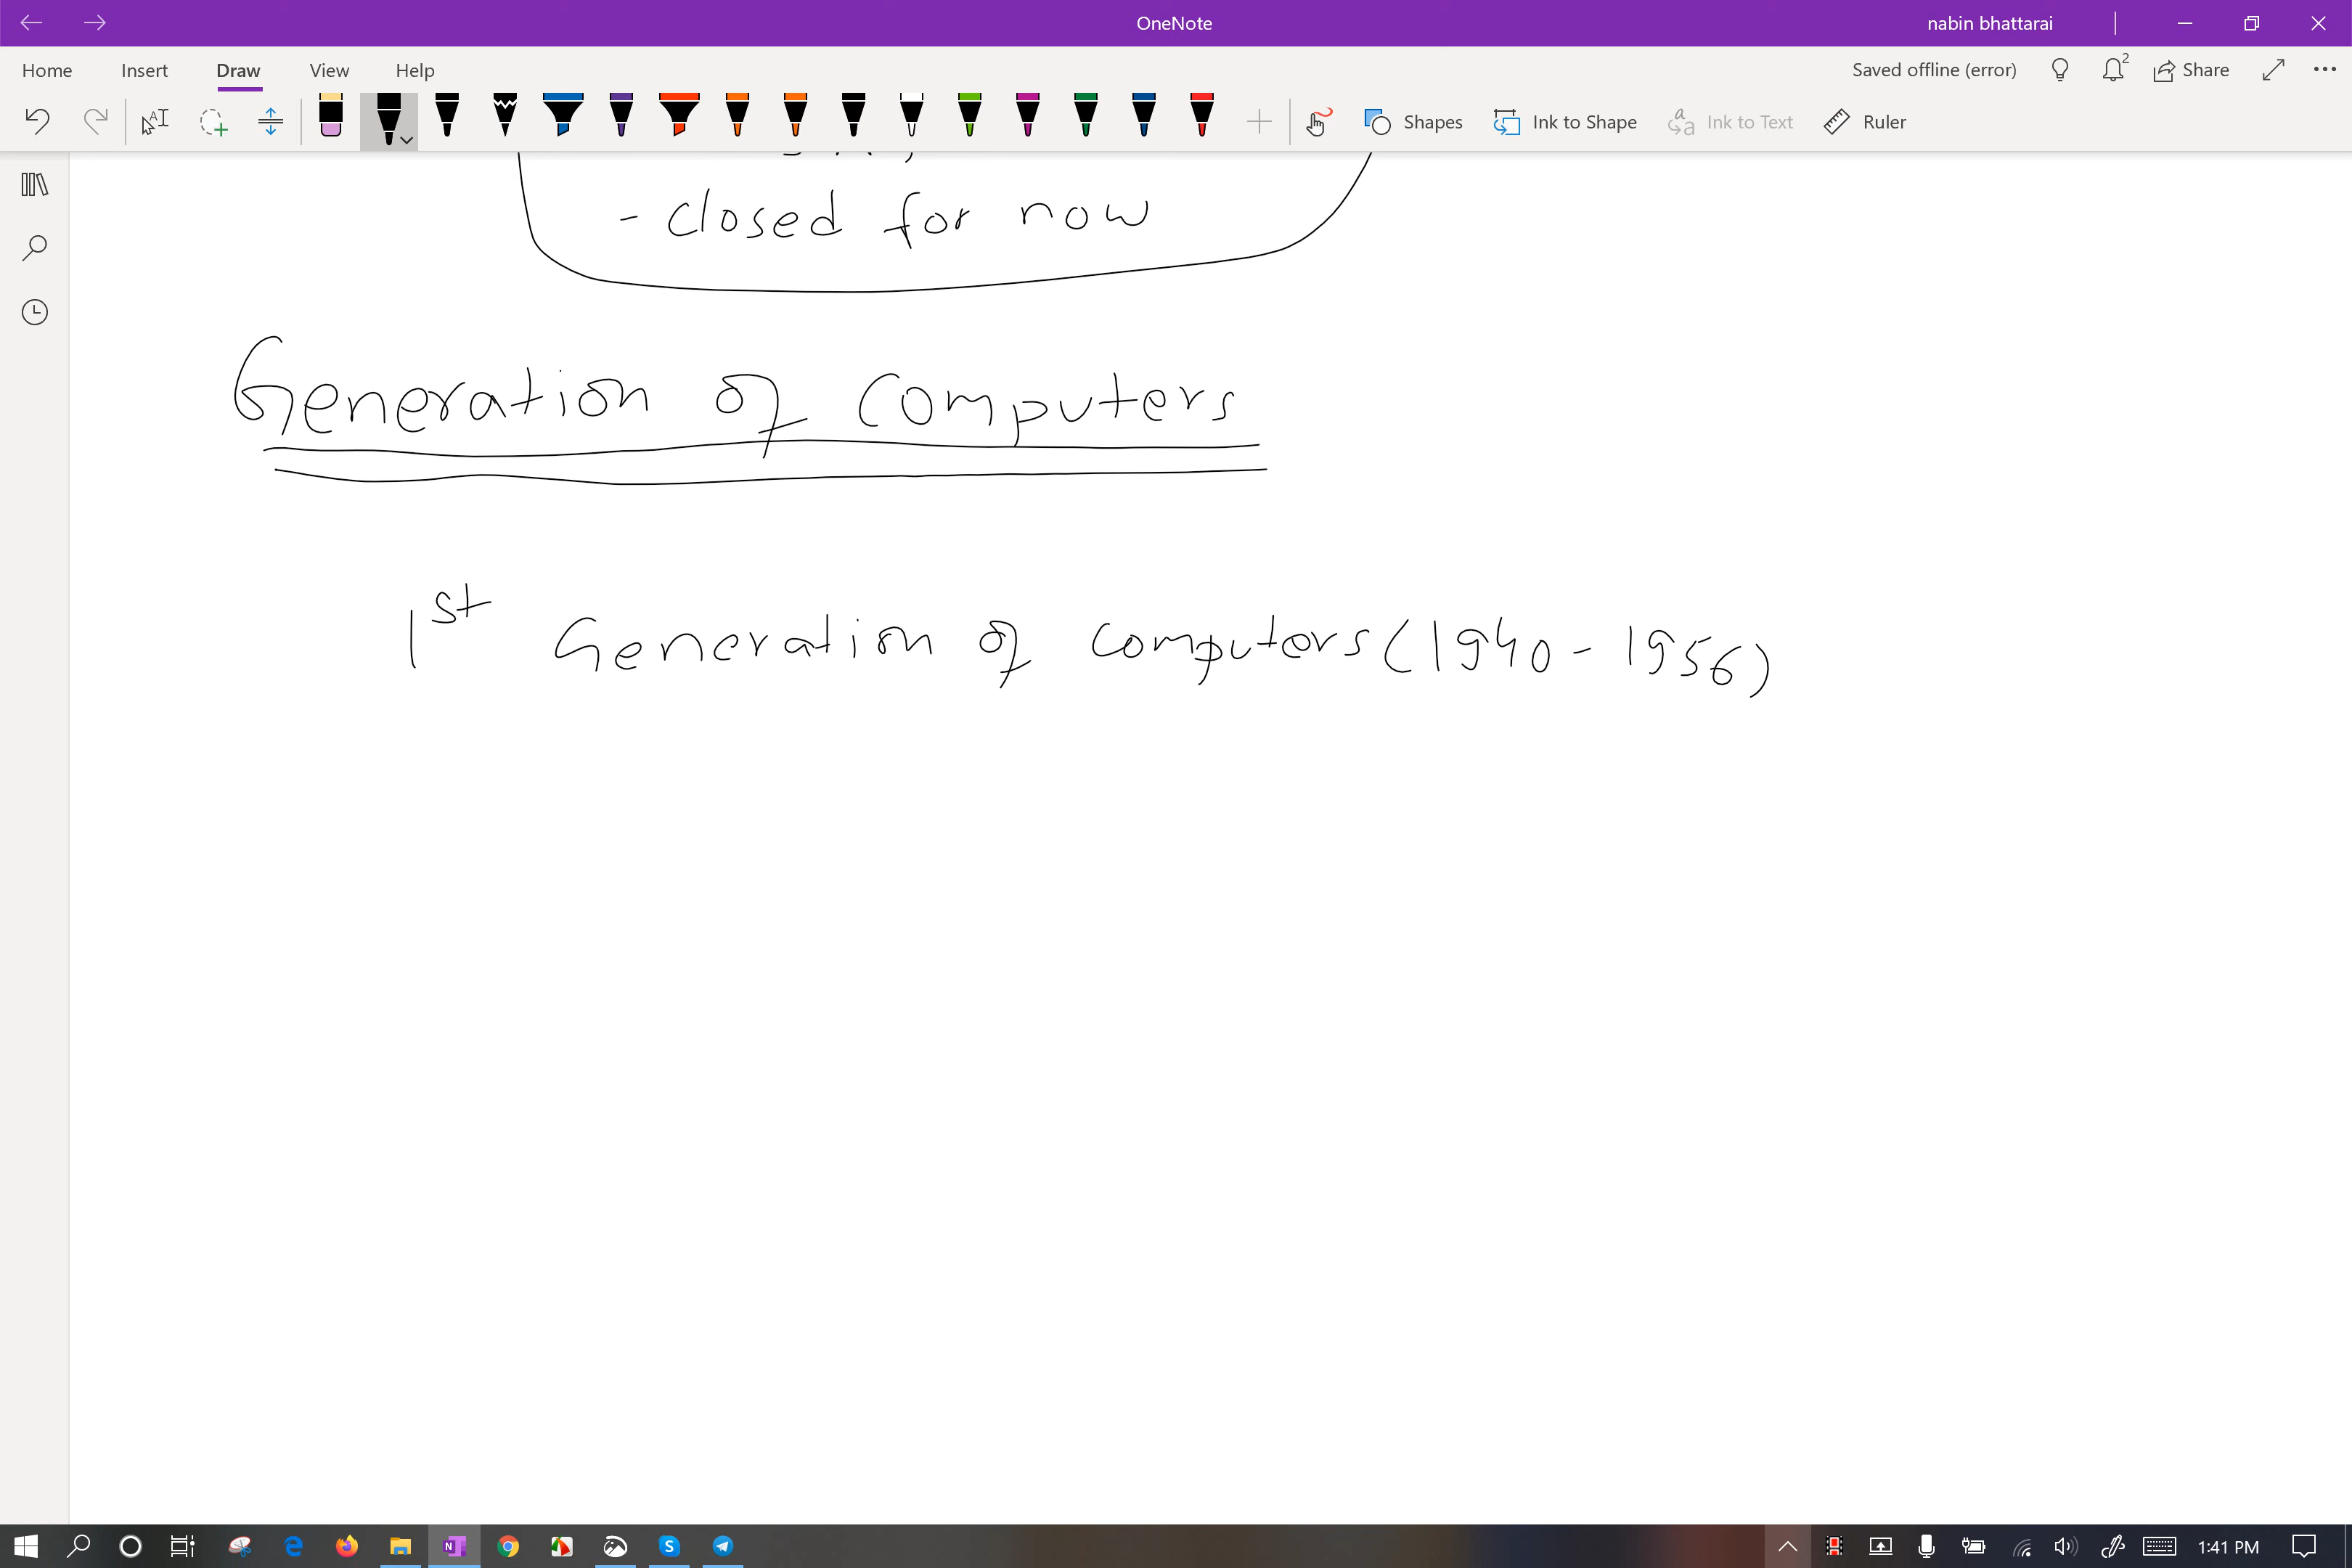 OneNote
nabin bhattarai
Home Insert Draw View Help
Saved offline (error)
2
Share
Shapes
Ink to Shape
Ink to Text
Ruler
- closed for now
Generation of Computers
1st Generation of computers (1940 - 1956)
1:41 PM